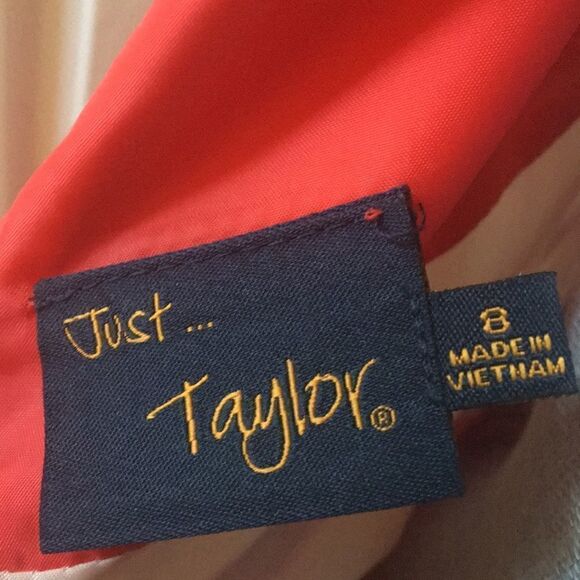 Just ...
Taylor®
8
MADE IN
VIETNAM